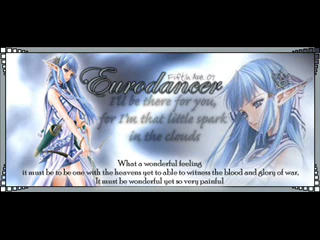 Eurodancer
Fifth Ave. 07
I'll be there for you,
for I'm that little spark
in the clouds
What a wonderful feeling
it must be to be one with the heavens yet to able to witness the blood and glory of war,
It must be wonderful yet so very painful